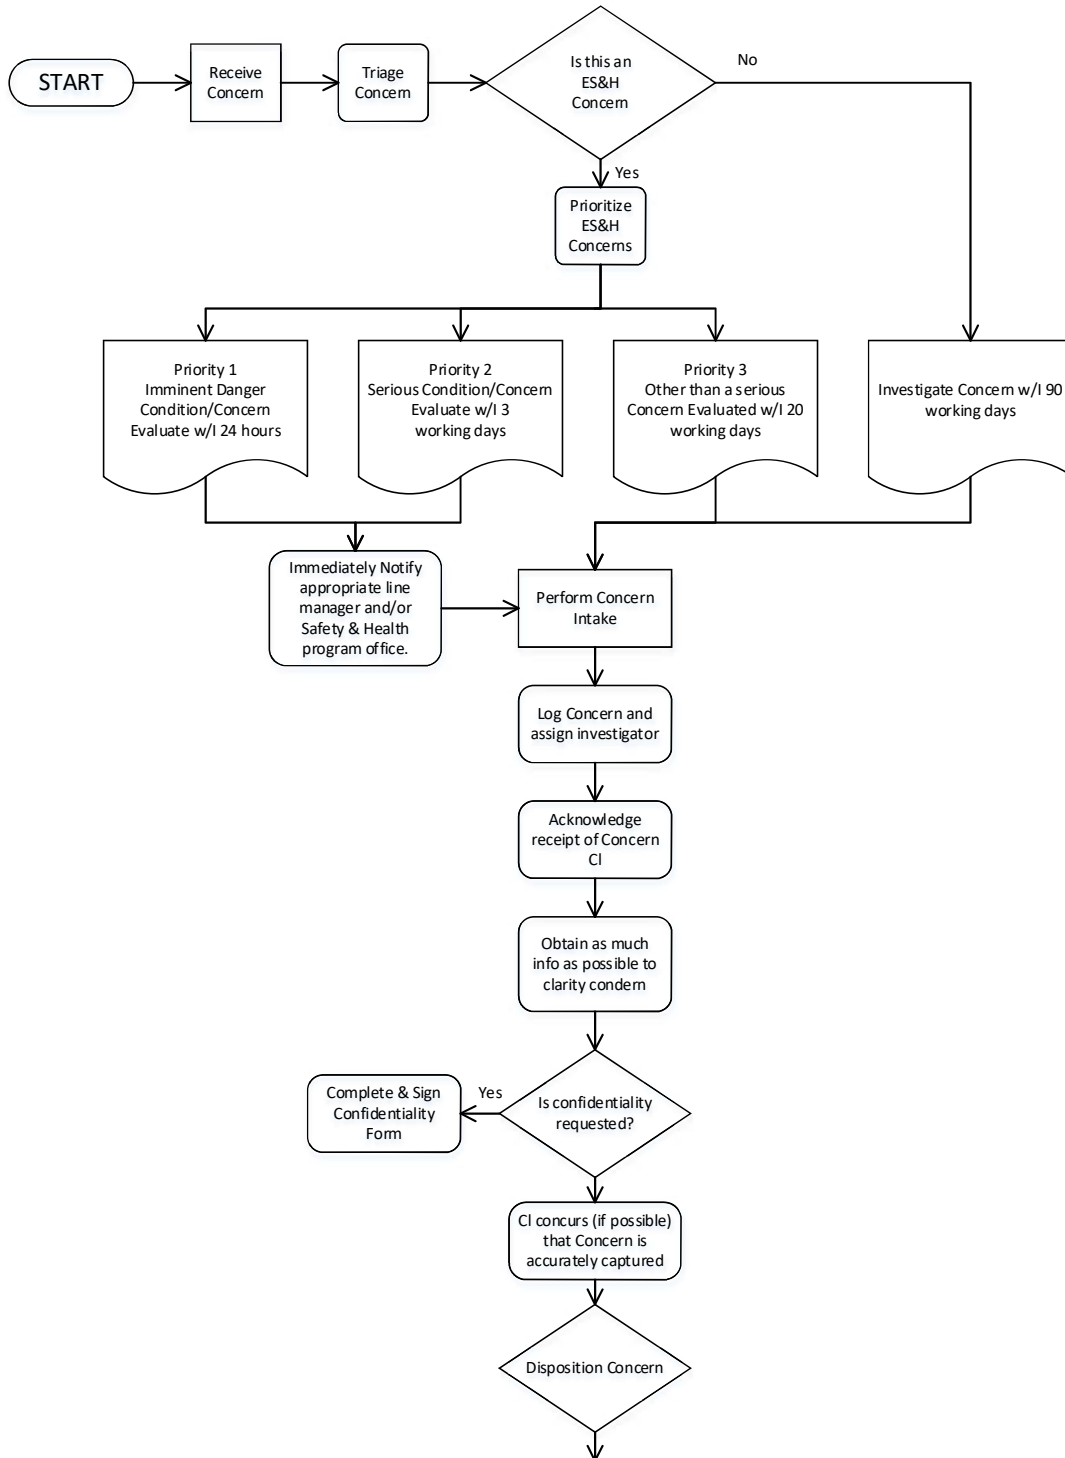 START
Receive
Concern
Triage
Concern
Is this an
ES&H
Concern
No
Yes
Prioritize
ES&H
Concerns
Priority 1
Imminent Danger
Condition/Concern
Evaluate w/I 24 hours
Priority 2
Serious Condition/Concern
Evaluate w/I 3
working days
Priority 3
Other than a serious
Concern Evaluated w/I 20
working days
Investigate Concern w/I 90
working days
Immediately Notify
appropriate line
manager and/or
Safety & Health
program office.
Perform Concern
Intake
Log Concern and
assign investigator
Acknowledge
receipt of Concern
CI
Obtain as much
info as possible to
clarity condern
Is confidentiality
requested?
Yes
Complete & Sign
Confidentiality
Form
CI concurs (if possible)
that Concern is
accurately captured
Disposition Concern